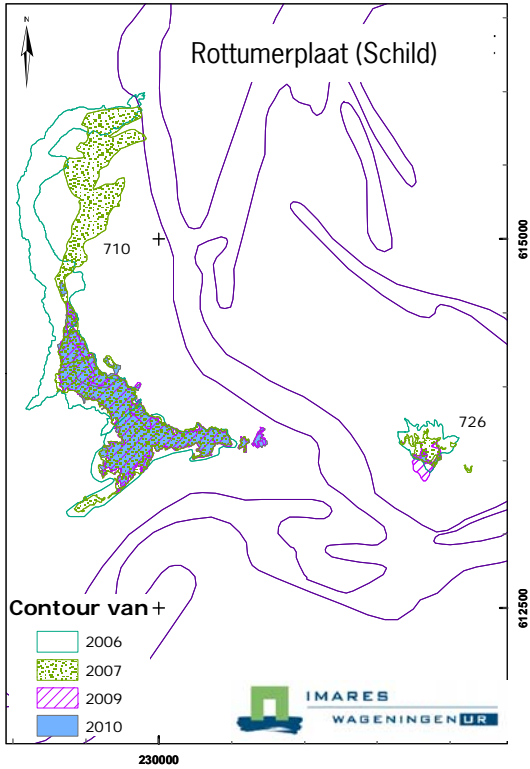 N
Rottumerplaat (Schild)
615000
710
726
Contour van
612500
2006
2007
2009
2010
IMARES
WAGENINGEN UR
230000